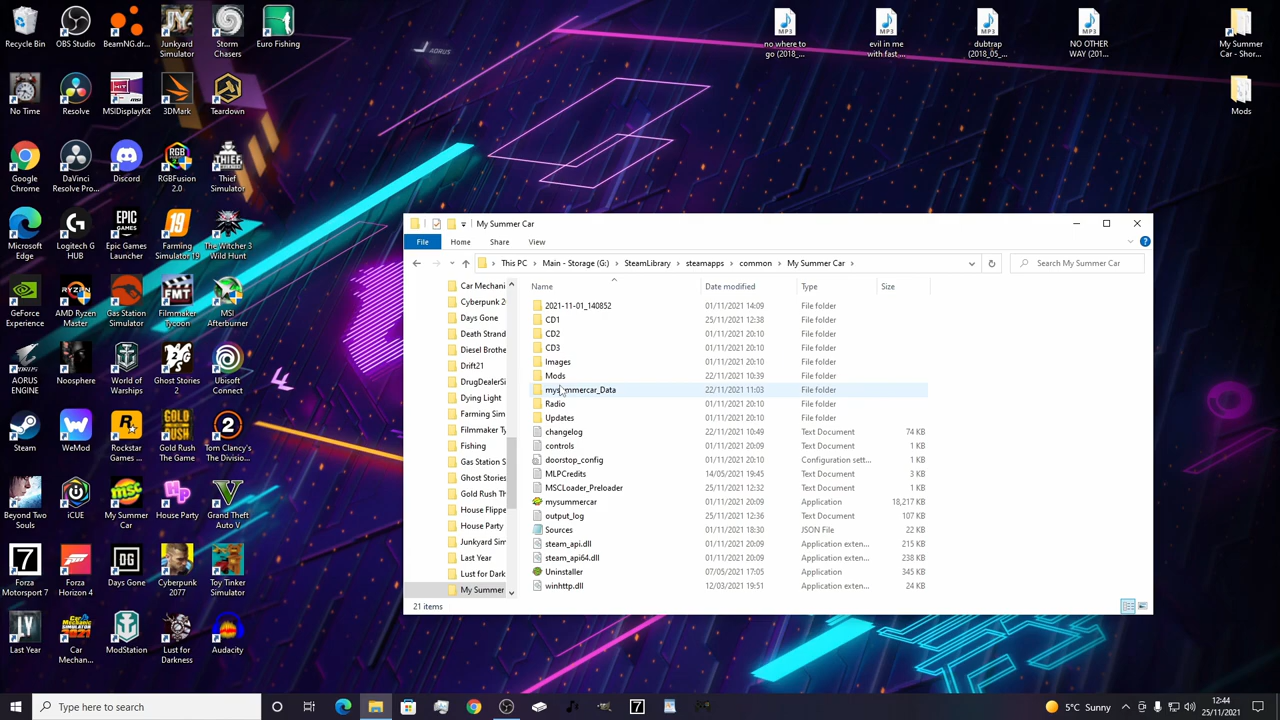 Recycle Bin
OBS Studio
BeamNG.dr...
Junkyard
Simulator
Storm
Chasers
Euro Fishing
No Time
Resolve
MSIDisplayKit
3DMark
Teardown
Google
Chrome
DaVinci
Resolve Pro...
Discord
RGBFusion
2.0
Thief
Simulator
Microsoft
Edge
Logitech G
HUB
Epic Games
Launcher
Farming
Simulator 19
The Witcher 3
Wild Hunt
GeForce
Experience
AMD Ryzen
Master
Gas Station
Simulator
Filmmaker
Tycoon
MSI
Afterburner
AORUS
ENGINE
Noosphere
World of
Warships
Ghost Stories
2
Ubisoft
Connect
Steam
WeMod
Rockstar
Games ...
Gold Rush
The Game
Tom Clancy's
The Divisio...
Beyond Two
Souls
iCUE
My Summer
Car
House Party
Grand Theft
Auto V
Forza
Motorsport 7
Forza
Horizon 4
Days Gone
Cyberpunk
2077
Toy Tinker
Simulator
Last Year
Car
Mechan...
ModStation
Lust for
Darkness
Audacity
AORUS
MP3
no where to
go (2018_...
MP3
evil in me
with fast ...
MP3
dubtrap
(2018_05_...
MP3
NO OTHER
WAY (201...
My Summer
Car - Shor...
Mods
My Summer Car
File Home Share View
This PC Main - Storage (G:) SteamLibrary steamapps common My Summer Car
Search My Summer Car
Name Date modified Type Size
Car Mechani
Cyberpunk 2
Days Gone
Death Strand
Diesel Brothe
Drift21
DrugDealerSi
Dying Light
Farming Sim
Filmmaker Ty
Fishing
Gas Station S
Ghost Stories
Gold Rush Th
House Flippe
House Party
Junkyard Sim
Last Year
Lust for Dark
My Summer
2021-11-01_140852 01/11/2021 14:09 File folder
CD1 25/11/2021 12:38 File folder
CD2 01/11/2021 20:10 File folder
CD3 01/11/2021 20:10 File folder
Images 01/11/2021 20:10 File folder
Mods 22/11/2021 10:39 File folder
mysummercar_Data 22/11/2021 11:03 File folder
Radio 01/11/2021 20:10 File folder
Updates 01/11/2021 20:10 File folder
changelog 22/11/2021 10:49 Text Document 74 KB
controls 01/11/2021 20:09 Text Document 1 KB
doorstop_config 01/11/2021 20:10 Configuration sett... 1 KB
MLPCredits 14/05/2021 19:45 Text Document 3 KB
MSCLoader_Preloader 25/11/2021 12:32 Text Document 1 KB
mysummercar 01/11/2021 20:09 Application 18,217 KB
output_log 25/11/2021 12:36 Text Document 107 KB
Sources 01/11/2021 18:30 JSON File 22 KB
steam_api.dll 01/11/2021 20:09 Application exten... 215 KB
steam_api64.dll 01/11/2021 20:09 Application exten... 238 KB
Uninstaller 07/05/2021 17:05 Application 345 KB
winhttp.dll 12/03/2021 19:51 Application exten... 24 KB
21 items
Type here to search
5°C Sunny
12:44
25/11/2021